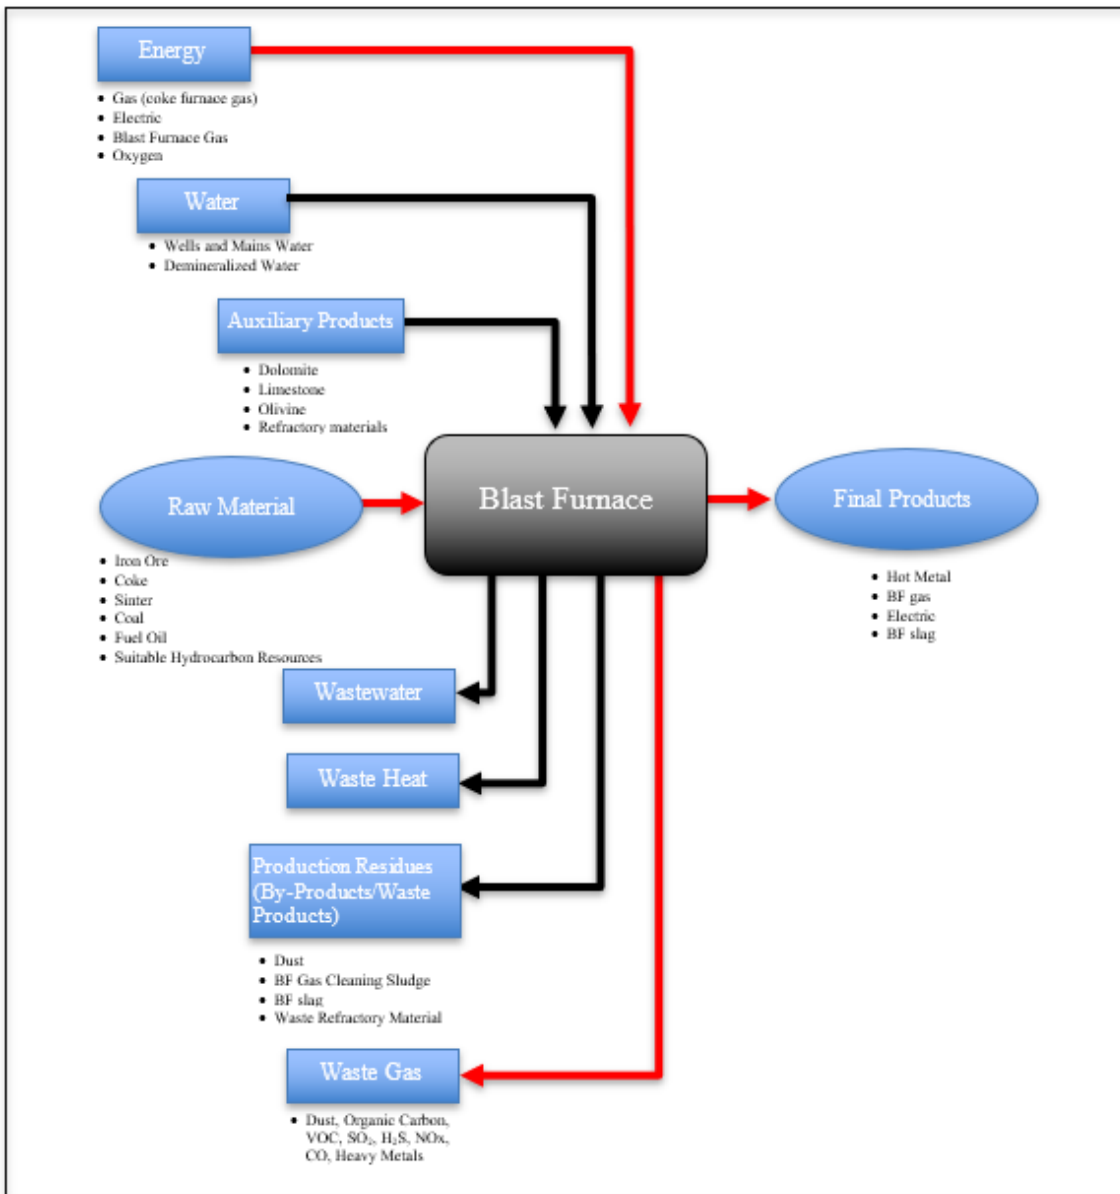 Energy
• Gas (coke furnace gas)
• Electric
• Blast Furnace Gas
• Oxygen
Water
• Wells and Mains Water
• Demineralized Water
Auxiliary Products
• Dolomite
• Limestone
• Olivine
• Refractory materials
Raw Material
Blast Furnace
Final Products
• Iron Ore
• Coke
• Sinter
• Coal
• Fuel Oil
• Suitable Hydrocarbon Resources
• Hot Metal
• BF gas
• Electric
• BF slag
Wastewater
Waste Heat
Production Residues
(By-Products/Waste
Products)
• Dust
• BF Gas Cleaning Sludge
• BF slag
• Waste Refractory Material
Waste Gas
• Dust, Organic Carbon,
VOC, SO₂, H₂S, NOx,
CO, Heavy Metals